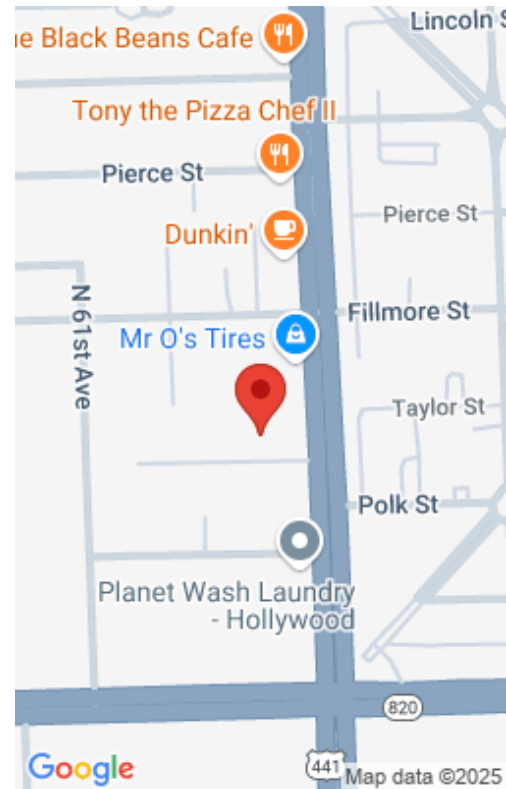 Lincoln S
e Black Beans Cafe
Tony the Pizza Chef II
Pierce St
Pierce St
Dunkin'
N 61st Ave
Fillmore St
Mr O's Tires
Taylor St
Polk St
Planet Wash Laundry
- Hollywood
820
441
Google
Map data ©2025